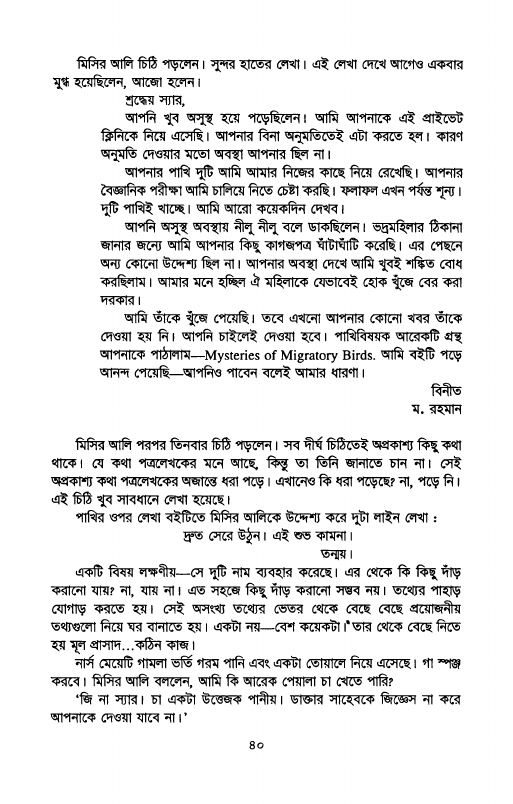 মিসির আলি চিঠি পড়লেন। সুন্দর হাতের লেখা। এই লেখা দেখে আগেও একবার
মুগ্ধ হয়েছিলেন, আজো হলেন।
শ্রদ্ধেয় স্যার,
আপনি খুব অসুস্থ হয়ে পড়েছিলেন। আমি আপনাকে এই প্রাইভেট
ক্লিনিকে নিয়ে এসেছি। আপনার বিনা অনুমতিতেই এটা করতে হল। কারণ
অনুমতি দেওয়ার মতো অবস্থা আপনার ছিল না।
আপনার পাখি দুটি আমি আমার নিজের কাছে নিয়ে রেখেছি। আপনার
বৈজ্ঞানিক পরীক্ষা আমি চালিয়ে নিতে চেষ্টা করছি। ফলাফল এখন পর্যন্ত শূন্য।
দুটি পাখিই খাচ্ছে। আমি আরো কয়েকদিন দেখব।
আপনি অসুস্থ অবস্থায় নীলু নীলু বলে ডাকছিলেন। ভদ্রমহিলার ঠিকানা
জানার জন্যে আমি আপনার কিছু কাগজপত্র ঘাঁটাঘাঁটি করেছি। এর পেছনে
অন্য কোনো উদ্দেশ্য ছিল না। আপনার অবস্থা দেখে আমি খুবই শঙ্কিত বোধ
করছিলাম। আমার মনে হচ্ছিল ঐ মহিলাকে যেভাবেই হোক খুঁজে বের করা
দরকার।
আমি তাঁকে খুঁজে পেয়েছি। তবে এখনো আপনার কোনো খবর তাঁকে
দেওয়া হয় নি। আপনি চাইলেই দেওয়া হবে। পাখিবিষয়ক আরেকটি গ্রন্থ
আপনাকে পাঠালাম—Mysteries of Migratory Birds. আমি বইটি পড়ে
আনন্দ পেয়েছি—আপনিও পাবেন বলেই আমার ধারণা।
বিনীত
ম. রহমান
মিসির আলি পরপর তিনবার চিঠি পড়লেন। সব দীর্ঘ চিঠিতেই অপ্রকাশ্য কিছু কথা
থাকে। যে কথা পত্রলেখকের মনে আছে, কিন্তু তা তিনি জানাতে চান না। সেই
অপ্রকাশ্য কথা পত্রলেখকের অজান্তে ধরা পড়ে। এখানেও কি ধরা পড়েছে? না, পড়ে নি।
এই চিঠি খুব সাবধানে লেখা হয়েছে।
পাখির ওপর লেখা বইটিতে মিসির আলিকে উদ্দেশ্য করে দুটা লাইন লেখা :
দ্রুত সেরে উঠুন। এই শুভ কামনা।
তন্ময়।
একটি বিষয় লক্ষণীয়—সে দুটি নাম ব্যবহার করেছে। এর থেকে কি কিছু দাঁড়
করানো যায়? না, যায় না। এত সহজে কিছু দাঁড় করানো সম্ভব নয়। তথ্যের পাহাড়
যোগাড় করতে হয়। সেই অসংখ্য তথ্যের ভেতর থেকে বেছে বেছে প্রয়োজনীয়
তথ্যগুলো নিয়ে ঘর বানাতে হয়। একটা নয়—বেশ কয়েকটা। তার থেকে বেছে নিতে
হয় মূল প্রাসাদ...কঠিন কাজ।
নার্স মেয়েটি গামলা ভর্তি গরম পানি এবং একটা তোয়ালে নিয়ে এসেছে। গা স্পঞ্জ
করবে। মিসির আলি বললেন, আমি কি আরেক পেয়ালা চা খেতে পারি?
‘জি না স্যার। চা একটা উত্তেজক পানীয়। ডাক্তার সাহেবকে জিজ্ঞেস না করে
আপনাকে দেওয়া যাবে না।’
৪০